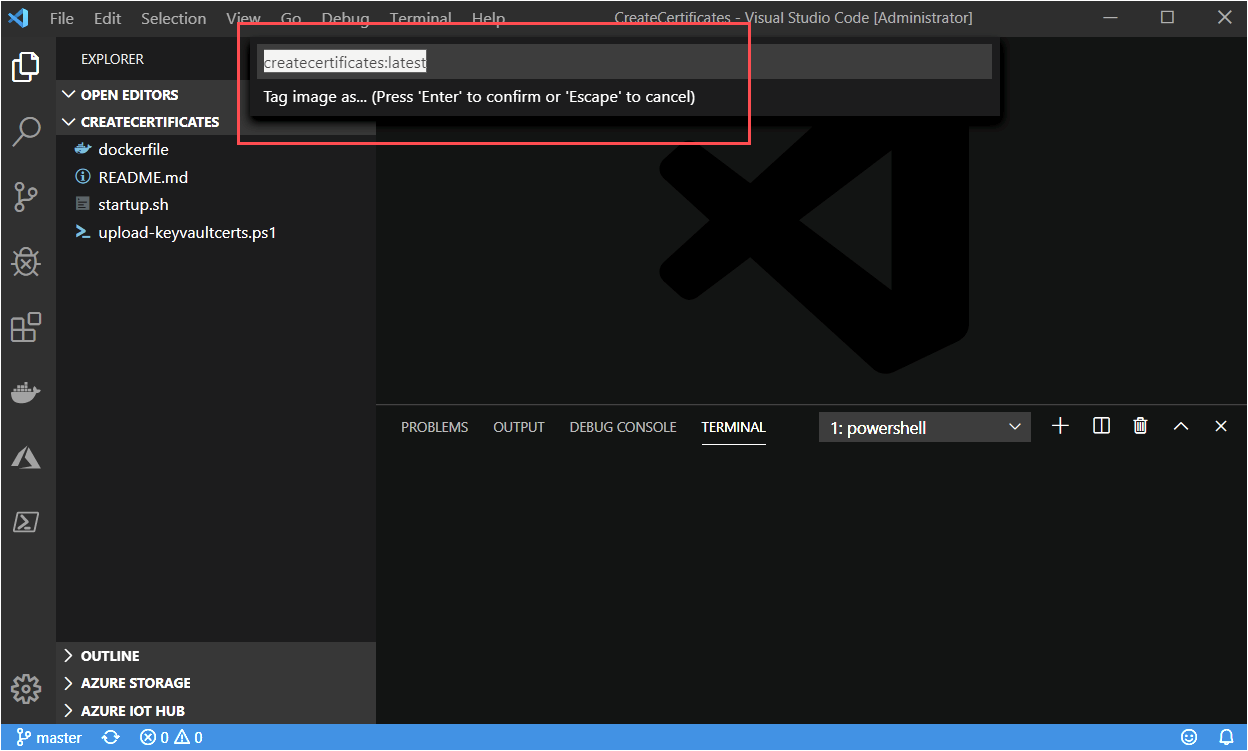 File Edit Selection View Go Debug Terminal Help CreateCertificates - Visual Studio Code [Administrator]
createcertificates:latest
Tag image as... (Press 'Enter' to confirm or 'Escape' to cancel)
EXPLORER
OPEN EDITORS
CREATECERTIFICATES
dockerfile
README.md
startup.sh
upload-keyvaultcerts.ps1
PROBLEMS OUTPUT DEBUG CONSOLE TERMINAL 1: powershell
OUTLINE
AZURE STORAGE
AZURE IOT HUB
master 0 0